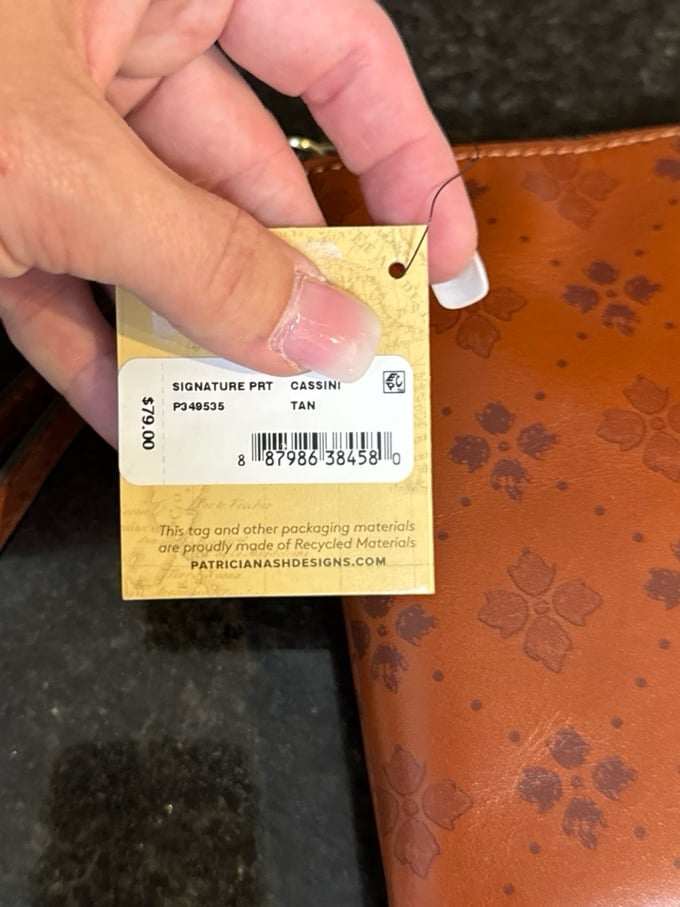 SIGNATURE PRT CASSINI
P349535 TAN
$79.00
8 87986 38458 0
This tag and other packaging materials
are proudly made of Recycled Materials
PATRICIANASHDESIGNS.COM